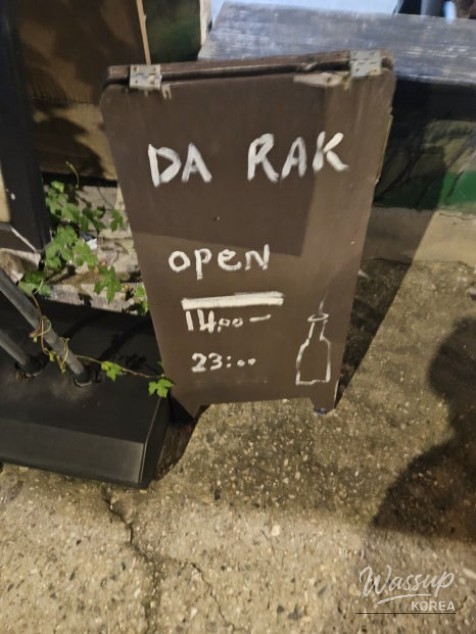 DA RAK
OPEN
14:00 -
23:00
Wassup
KOREA